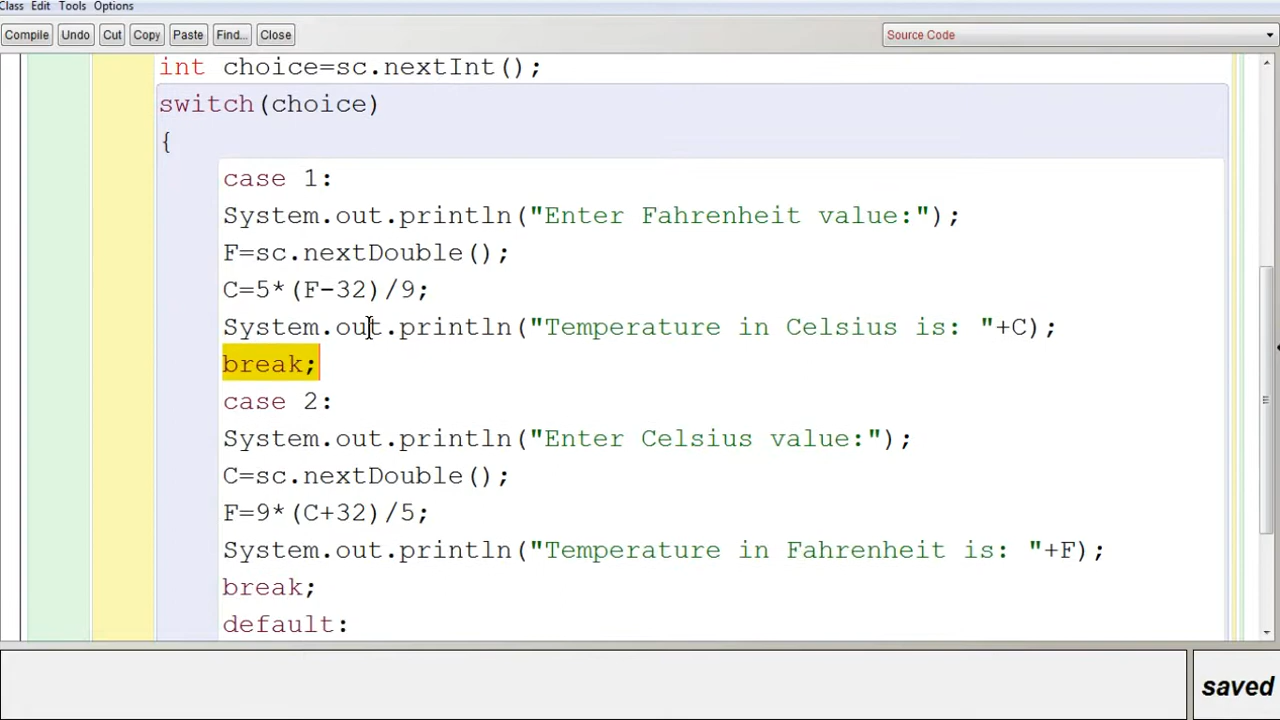 Class Edit Tools Options
Compile Undo Cut Copy Paste Find... Close Source Code
int choice=sc.nextInt();
switch(choice)
{
case 1:
System.out.println("Enter Fahrenheit value:");
F=sc.nextDouble();
C=5*(F-32)/9;
System.out.println("Temperature in Celsius is: "+C);
break;
case 2:
System.out.println("Enter Celsius value:");
C=sc.nextDouble();
F=9*(C+32)/5;
System.out.println("Temperature in Fahrenheit is: "+F);
break;
default:
saved